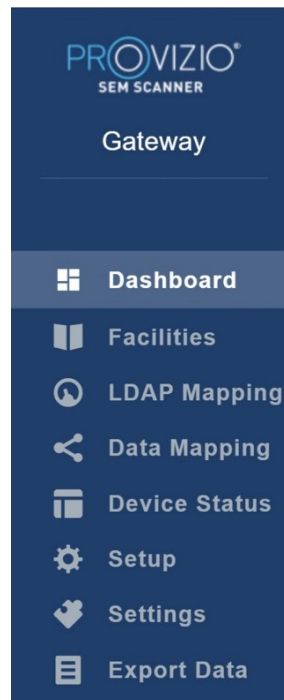 PROVIZIO®
SEM SCANNER
Gateway
Dashboard
Facilities
LDAP Mapping
Data Mapping
Device Status
Setup
Settings
Export Data